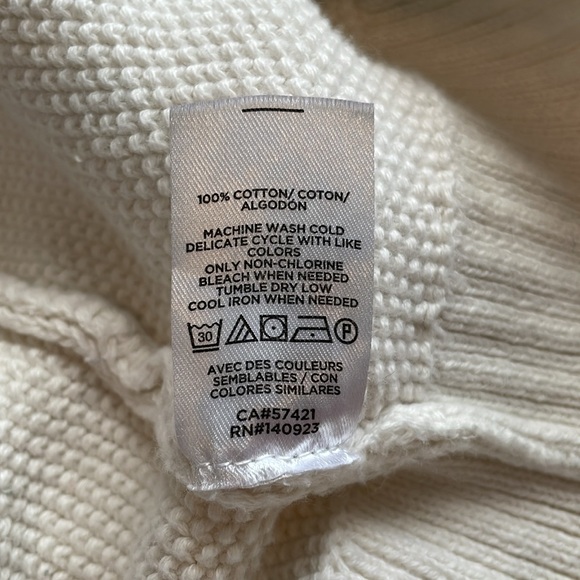 100% COTTON/ COTON/
ALGODÓN
MACHINE WASH COLD
DELICATE CYCLE WITH LIKE
COLORS
ONLY NON-CHLORINE
BLEACH WHEN NEEDED
TUMBLE DRY LOW
COOL IRON WHEN NEEDED
30 P
AVEC DES COULEURS
SEMBLABLES / CON
COLORES SIMILARES
CA#57421
RN#140923